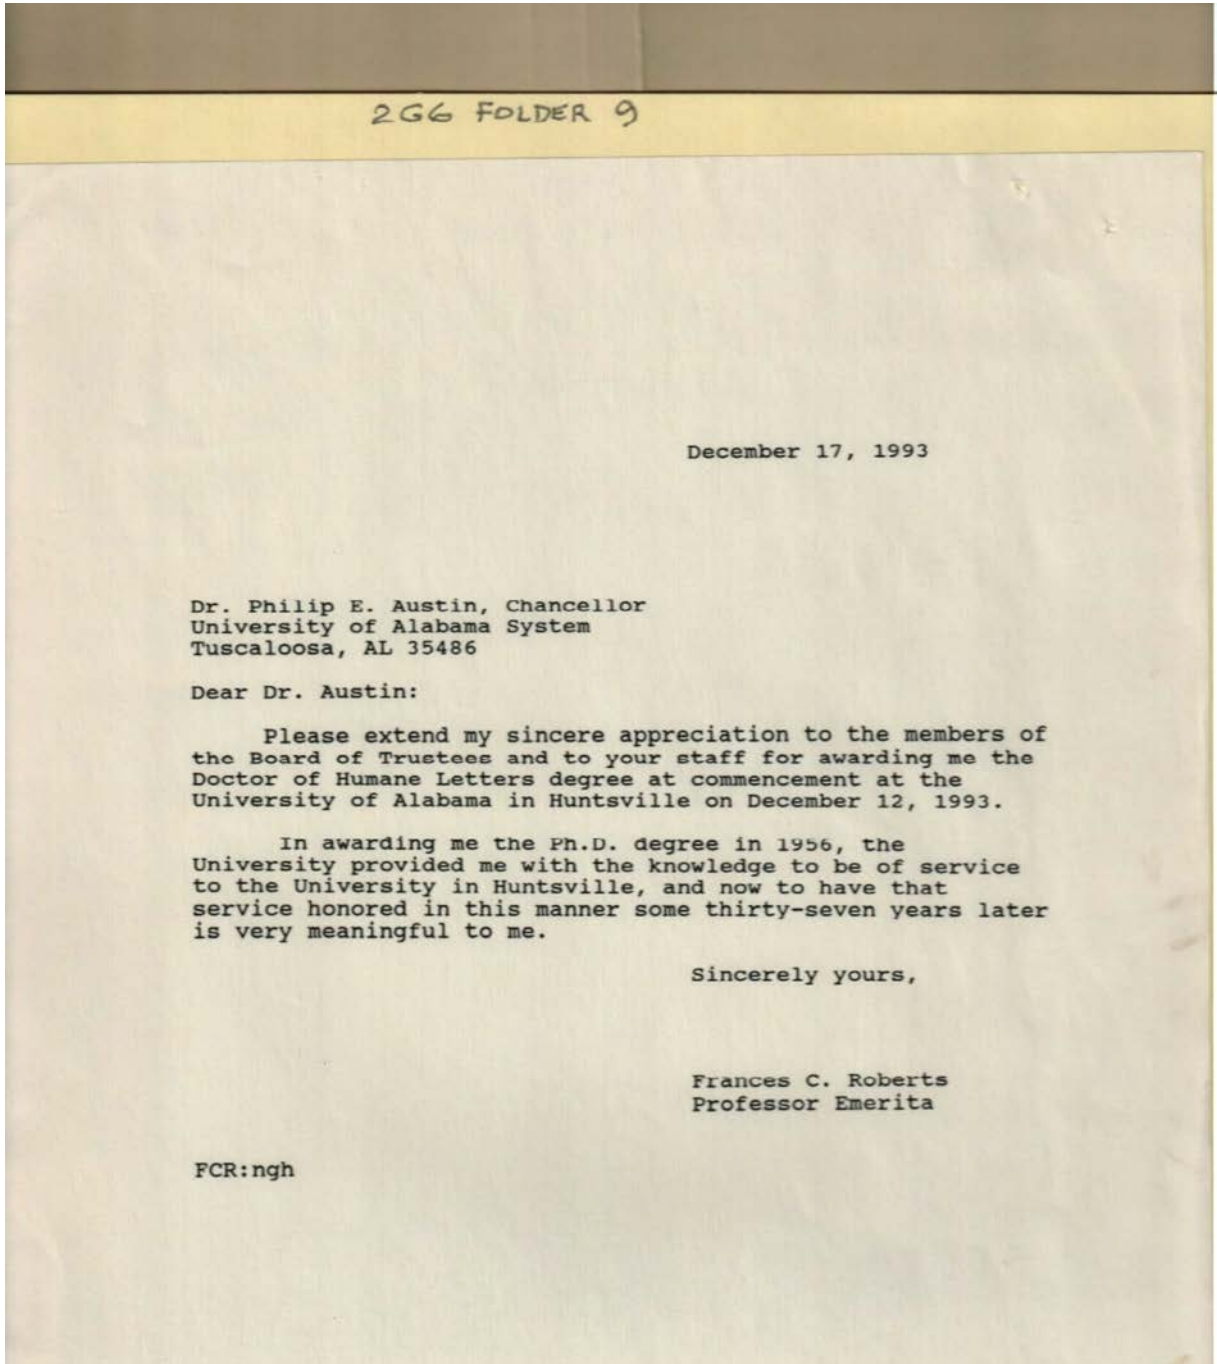 2G6 FOLDER 9
December 17, 1993
Dr. Philip E. Austin, Chancellor
University of Alabama System
Tuscaloosa, AL 35486
Dear Dr. Austin:
Please extend my sincere appreciation to the members of
the Board of Trustees and to your staff for awarding me the
Doctor of Humane Letters degree at commencement at the
University of Alabama in Huntsville on December 12, 1993.
In awarding me the Ph.D. degree in 1956, the
University provided me with the knowledge to be of service
to the University in Huntsville, and now to have that
service honored in this manner some thirty-seven years later
is very meaningful to me.
Sincerely yours,
Frances C. Roberts
Professor Emerita
FCR:ngh